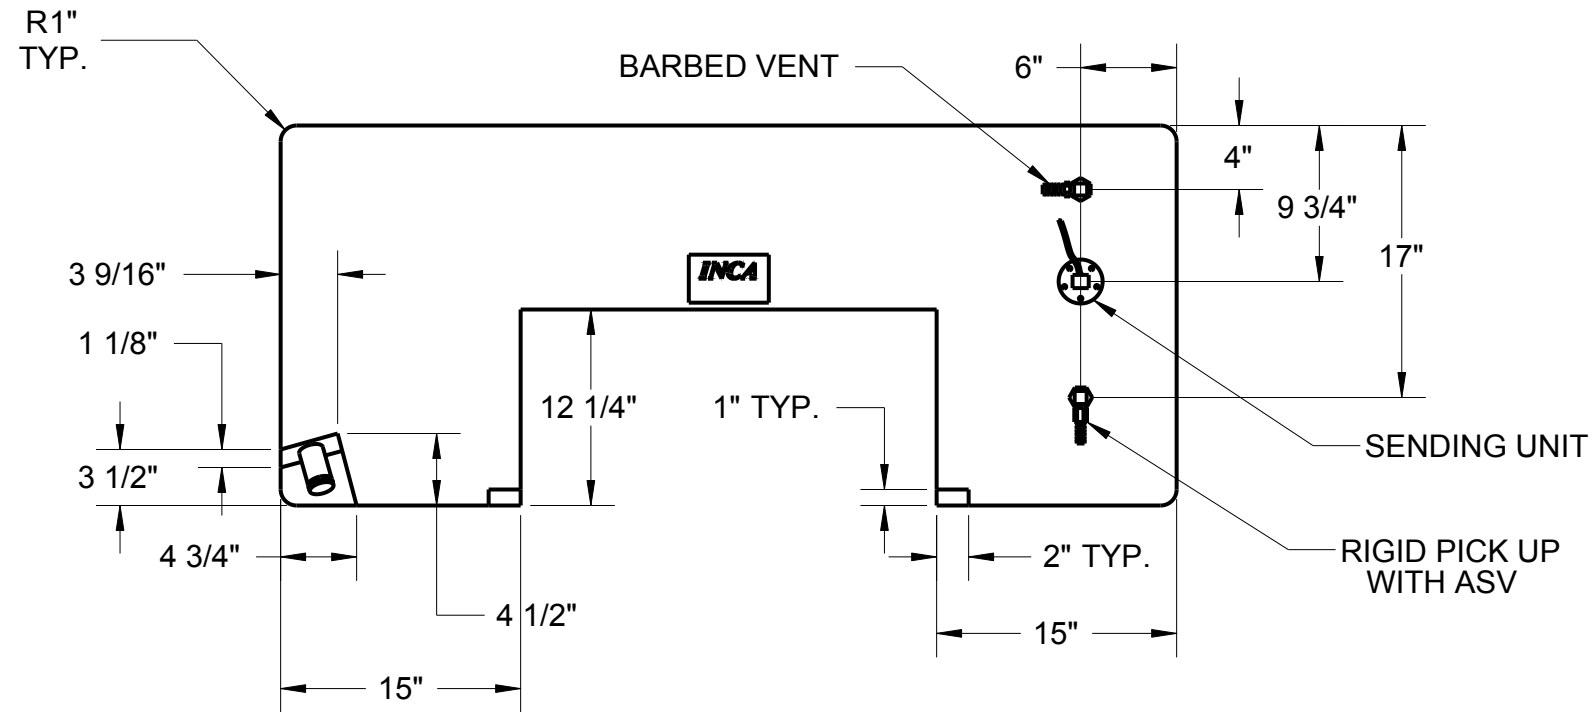 R1"
TYP.
BARBED VENT
6"
4"
9 3/4"
17"
3 9/16"
INCA
1 1/8"
12 1/4"
1" TYP.
SENDING UNIT
3 1/2"
4 3/4"
2" TYP.
RIGID PICK UP
WITH ASV
4 1/2"
15"
15"